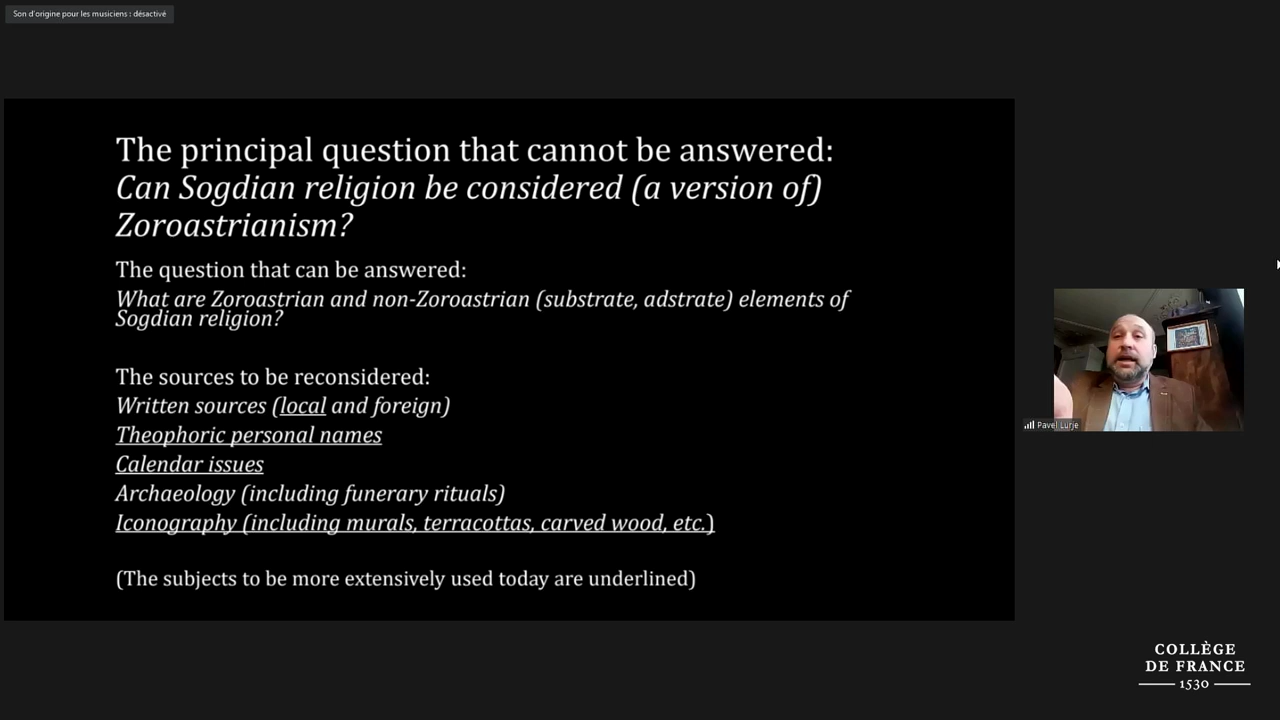 Son d'origine pour les musiciens : désactivé
The principal question that cannot be answered:
Can Sogdian religion be considered (a version of)
Zoroastrianism?
The question that can be answered:
What are Zoroastrian and non-Zoroastrian (substrate, adstrate) elements of
Sogdian religion?
The sources to be reconsidered:
Written sources (local and foreign)
Theophoric personal names
Calendar issues
Archaeology (including funerary rituals)
Iconography (including murals, terracottas, carved wood, etc.)
(The subjects to be more extensively used today are underlined)
Pavel Lurje
COLLÈGE
DE FRANCE
1530